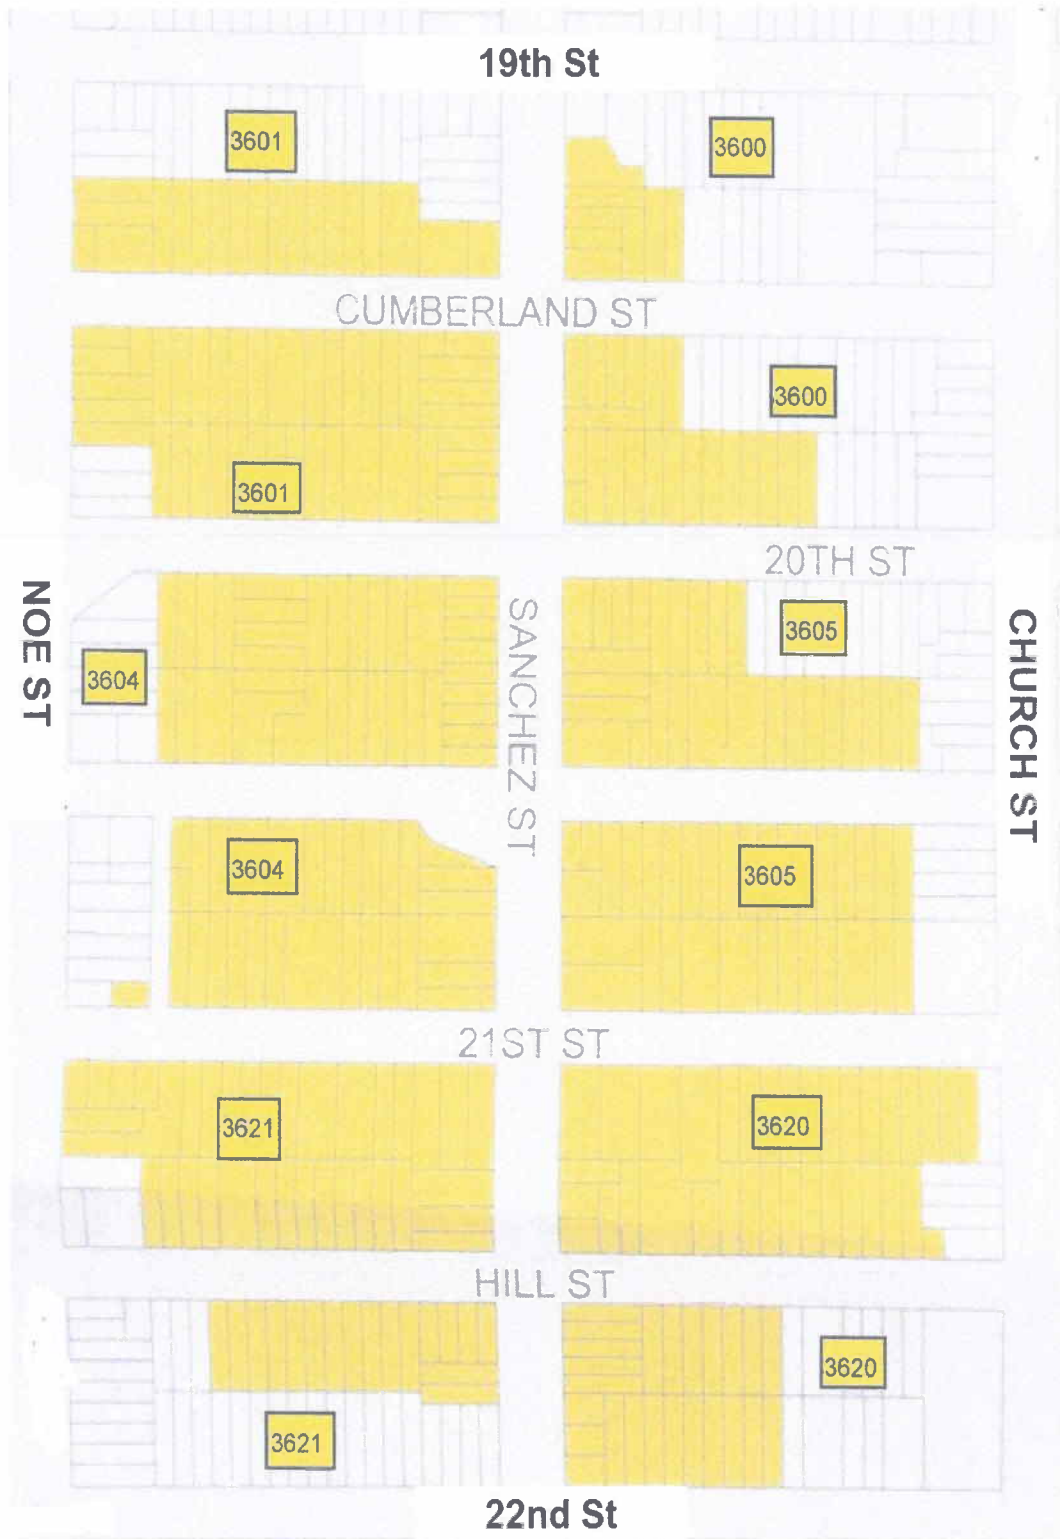 19th St
3601
3600
CUMBERLAND ST
3600
3601
20TH ST
NOE ST
SANCHEZ ST
CHURCH ST
3605
3604
3604
3605
21ST ST
3621
3620
HILL ST
3620
3621
22nd St